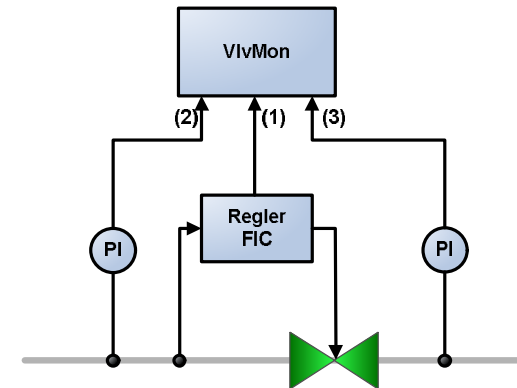 VlvMon
(2)
(1)
(3)
Regler
FIC
PI
PI